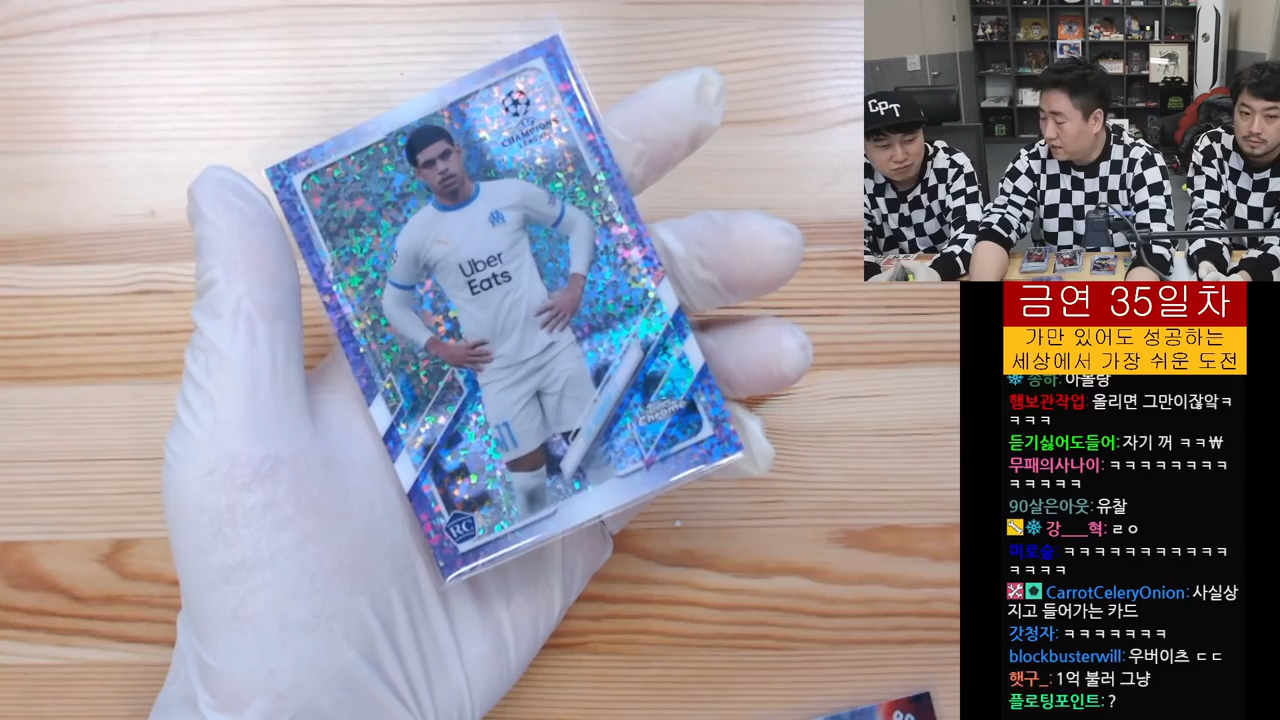 CHAMPIONS
LEAGUE
Uber
Eats
11
Topps
Chrome
RC
CPT
금연 35일차
가만 있어도 성공하는
세상에서 가장 쉬운 도전
종하: 아몰랑
햄보관작업: 올리면 그만이잖앜ㅋ
ㅋㅋㅋ
듣기싫어도들어: 자기 꺼 ㅋㅋ₩
무패의사나이: ㅋㅋㅋㅋㅋㅋㅋㅋ
ㅋㅋㅋㅋㅋ
90살은아웃: 유찰
강___혁: ㄹㅇ
미로숲 ㅋㅋㅋㅋㅋㅋㅋㅋㅋㅋㅋ
ㅋㅋㅋㅋ
CarrotCeleryOnion: 사실상
지고 들어가는 카드
갓청자: ㅋㅋㅋㅋㅋㅋㅋ
blockbusterwill: 우버이츠 ㄷㄷ
햇구_: 1억 불러 그냥
플로팅포인트: ?